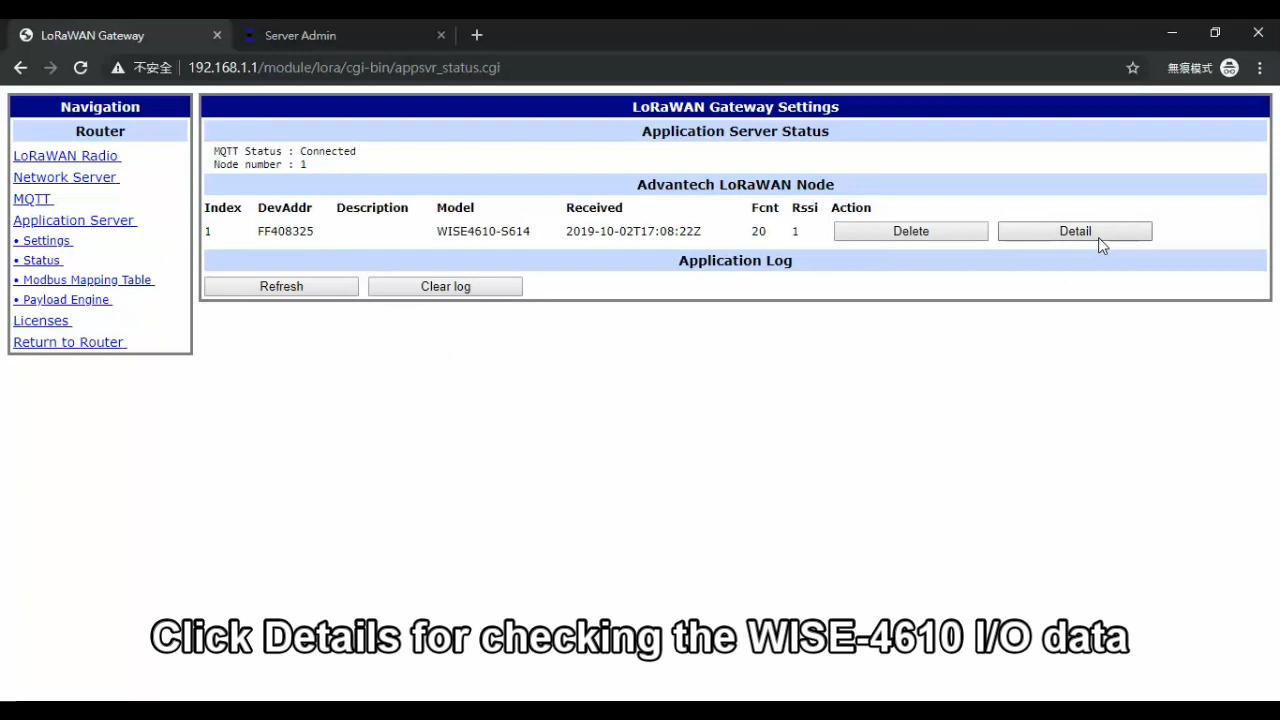 LoRaWAN Gateway
Server Admin
不安全 192.168.1.1/module/lora/cgi-bin/appsvr_status.cgi 無痕模式
Navigation
Router
LoRaWAN Radio
Network Server
MQTT
Application Server
• Settings
• Status
• Modbus Mapping Table
• Payload Engine
Licenses
Return to Router
LoRaWAN Gateway Settings
Application Server Status
MQTT Status : Connected
Node number : 1
Advantech LoRaWAN Node
Index DevAddr Description Model Received Fcnt Rssi Action
1 FF408325 WISE4610-S614 2019-10-02T17:08:22Z 20 1 Delete Detail
Application Log
Refresh Clear log
Click Details for checking the WISE-4610 I/O data